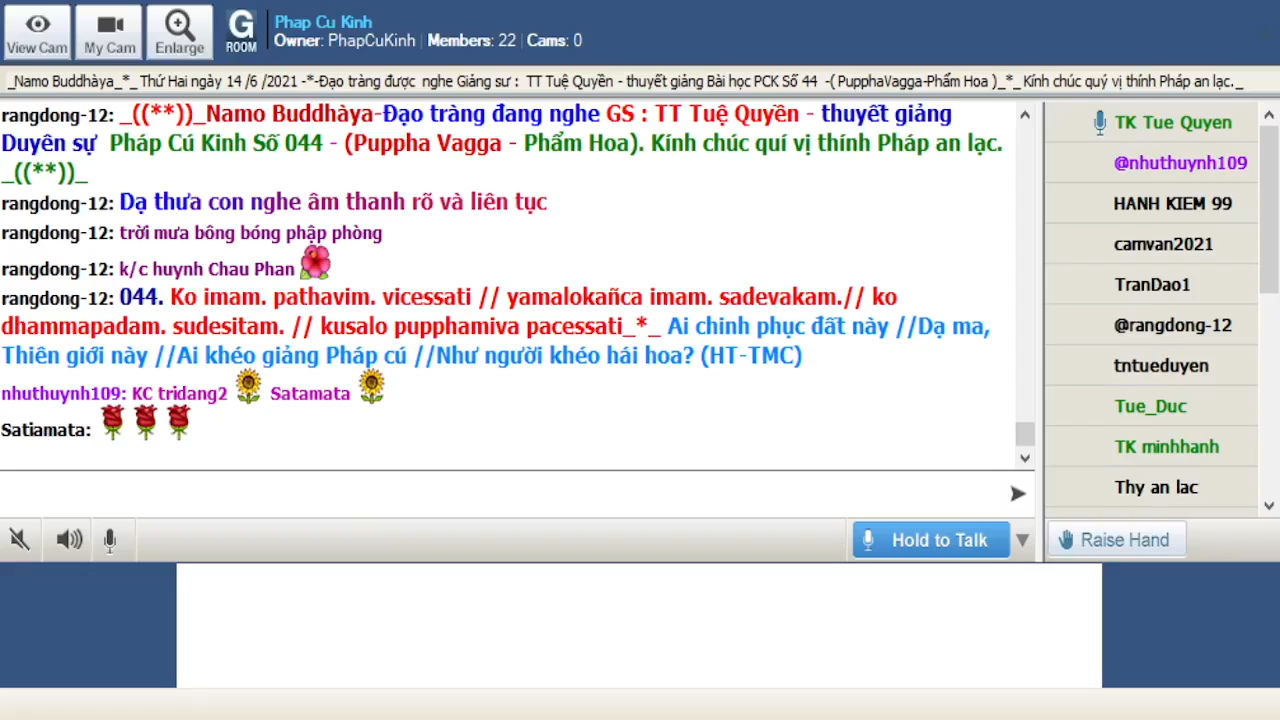 View Cam
My Cam
Enlarge
G
ROOM
Phap Cu Kinh
Owner: PhapCuKinh | Members: 22 | Cams: 0
_Namo Buddhàya_*_ Thứ Hai ngày 14 /6 /2021 -*-Đạo tràng được nghe Giảng sư : TT Tuệ Quyền - thuyết giảng Bài học PCK Số 44 -( PupphaVagga-Phẩm Hoa )_*_ Kính chúc quý vị thính Pháp an lạc._
rangdong-12: _((**))_Namo Buddhàya-Đạo tràng đang nghe GS : TT Tuệ Quyền - thuyết giảng
Duyên sự Pháp Cú Kinh Số 044 - (Puppha Vagga - Phẩm Hoa). Kính chúc quí vị thính Pháp an lạc.
_((**))_
rangdong-12: Dạ thưa con nghe âm thanh rõ và liên tục
rangdong-12: trời mưa bông bóng phập phòng
rangdong-12: k/c huynh Chau Phan
rangdong-12: 044. Ko imam. pathavim. vicessati // yamalokañca imam. sadevakam.// ko
dhammapadam. sudesitam. // kusalo pupphamiva pacessati_*_ Ai chinh phục đất này //Dạ ma,
Thiên giới này //Ai khéo giảng Pháp cú //Như người khéo hái hoa? (HT-TMC)
nhuthuynh109: KC tridang2 Satamata
Satiamata:
TK Tue Quyen
@nhuthuynh109
HANH KIEM 99
camvan2021
TranDao1
@rangdong-12
tntueduyen
Tue_Duc
TK minhhanh
Thy an lac
Hold to Talk
Raise Hand